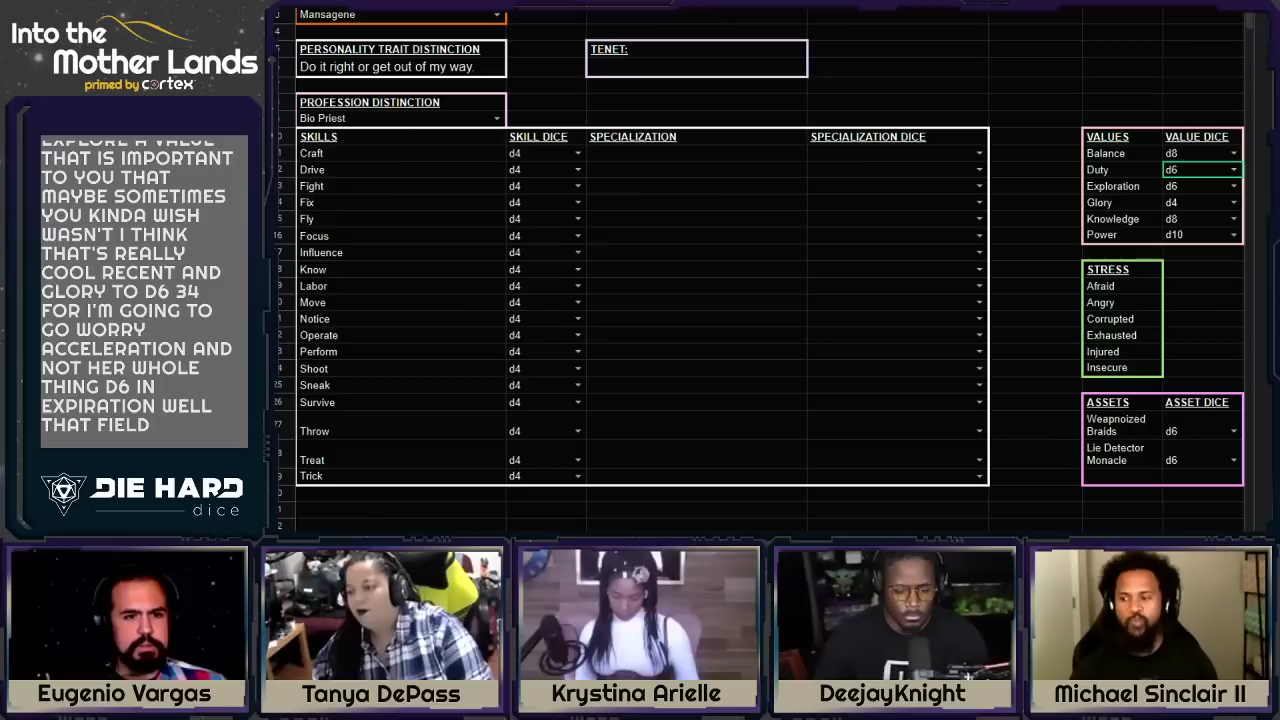 Into the
Mother Lands
primed by cortex
EXPLORE A VALUE
THAT IS IMPORTANT
TO YOU THAT
MAYBE SOMETIMES
YOU KINDA WISH
WASN'T I THINK
THAT'S REALLY
COOL RECENT AND
GLORY TO D6 34
FOR I'M GOING TO
GO WORRY
ACCELERATION AND
NOT HER WHOLE
THING D6 IN
EXPIRATION WELL
THAT FIELD
DIE HARD
dice
Mansagene
PERSONALITY TRAIT DISTINCTION
Do it right or get out of my way.
TENET:
PROFESSION DISTINCTION
Bio Priest
SKILLS SKILL DICE SPECIALIZATION SPECIALIZATION DICE
Craft d4
Drive d4
Fight d4
Fix d4
Fly d4
Focus d4
Influence d4
Know d4
Labor d4
Move d4
Notice d4
Operate d4
Perform d4
Shoot d4
Sneak d4
Survive d4
Throw d4
Treat d4
Trick d4
VALUES VALUE DICE
Balance d8
Duty d6
Exploration d6
Glory d4
Knowledge d8
Power d10
STRESS
Afraid
Angry
Corrupted
Exhausted
Injured
Insecure
ASSETS ASSET DICE
Weapnoized
Braids d6
Lie Detector
Monacle d6
Eugenio Vargas
Tanya DePass
Krystina Arielle
DeejayKnight
Michael Sinclair II